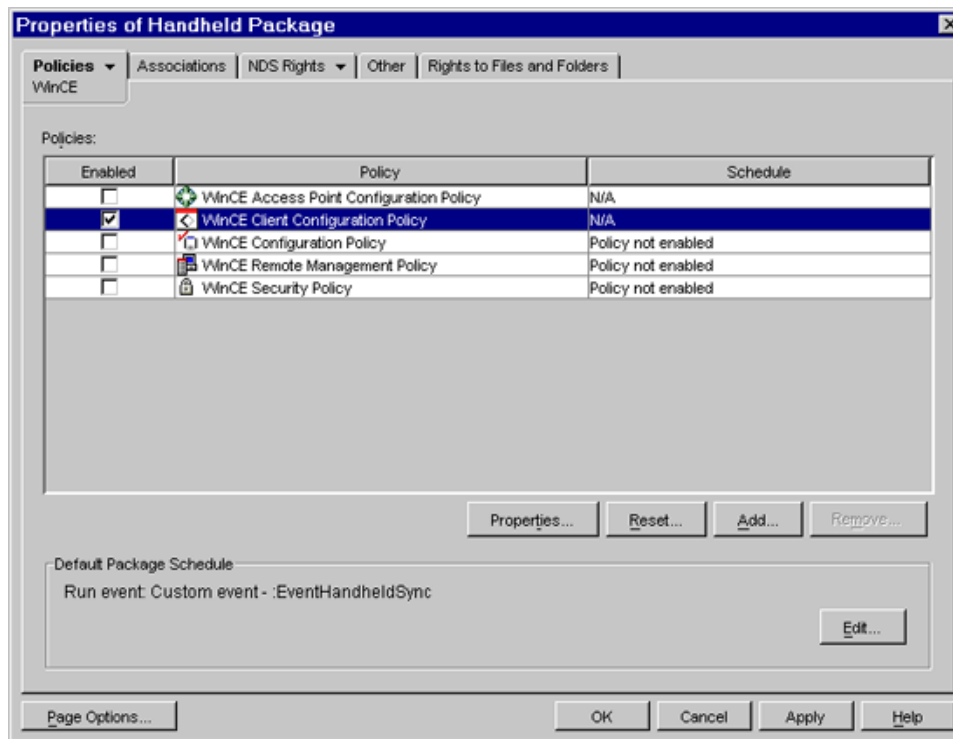 Properties of Handheld Package
Policies Associations NDS Rights Other Rights to Files and Folders
WinCE
Policies:
Enabled Policy Schedule
WinCE Access Point Configuration Policy N/A
WinCE Client Configuration Policy N/A
WinCE Configuration Policy Policy not enabled
WinCE Remote Management Policy Policy not enabled
WinCE Security Policy Policy not enabled
Properties... Reset... Add... Remove...
Default Package Schedule
Run event: Custom event - :EventHandheldSync
Edit...
Page Options... OK Cancel Apply Help